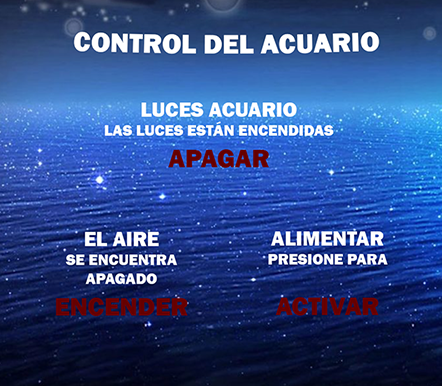 CONTROL DEL ACUARIO
LUCES ACUARIO
LAS LUCES ESTÁN ENCENDIDAS
APAGAR
EL AIRE
SE ENCUENTRA
APAGADO
ENCENDER
ALIMENTAR
PRESIONE PARA
ACTIVAR